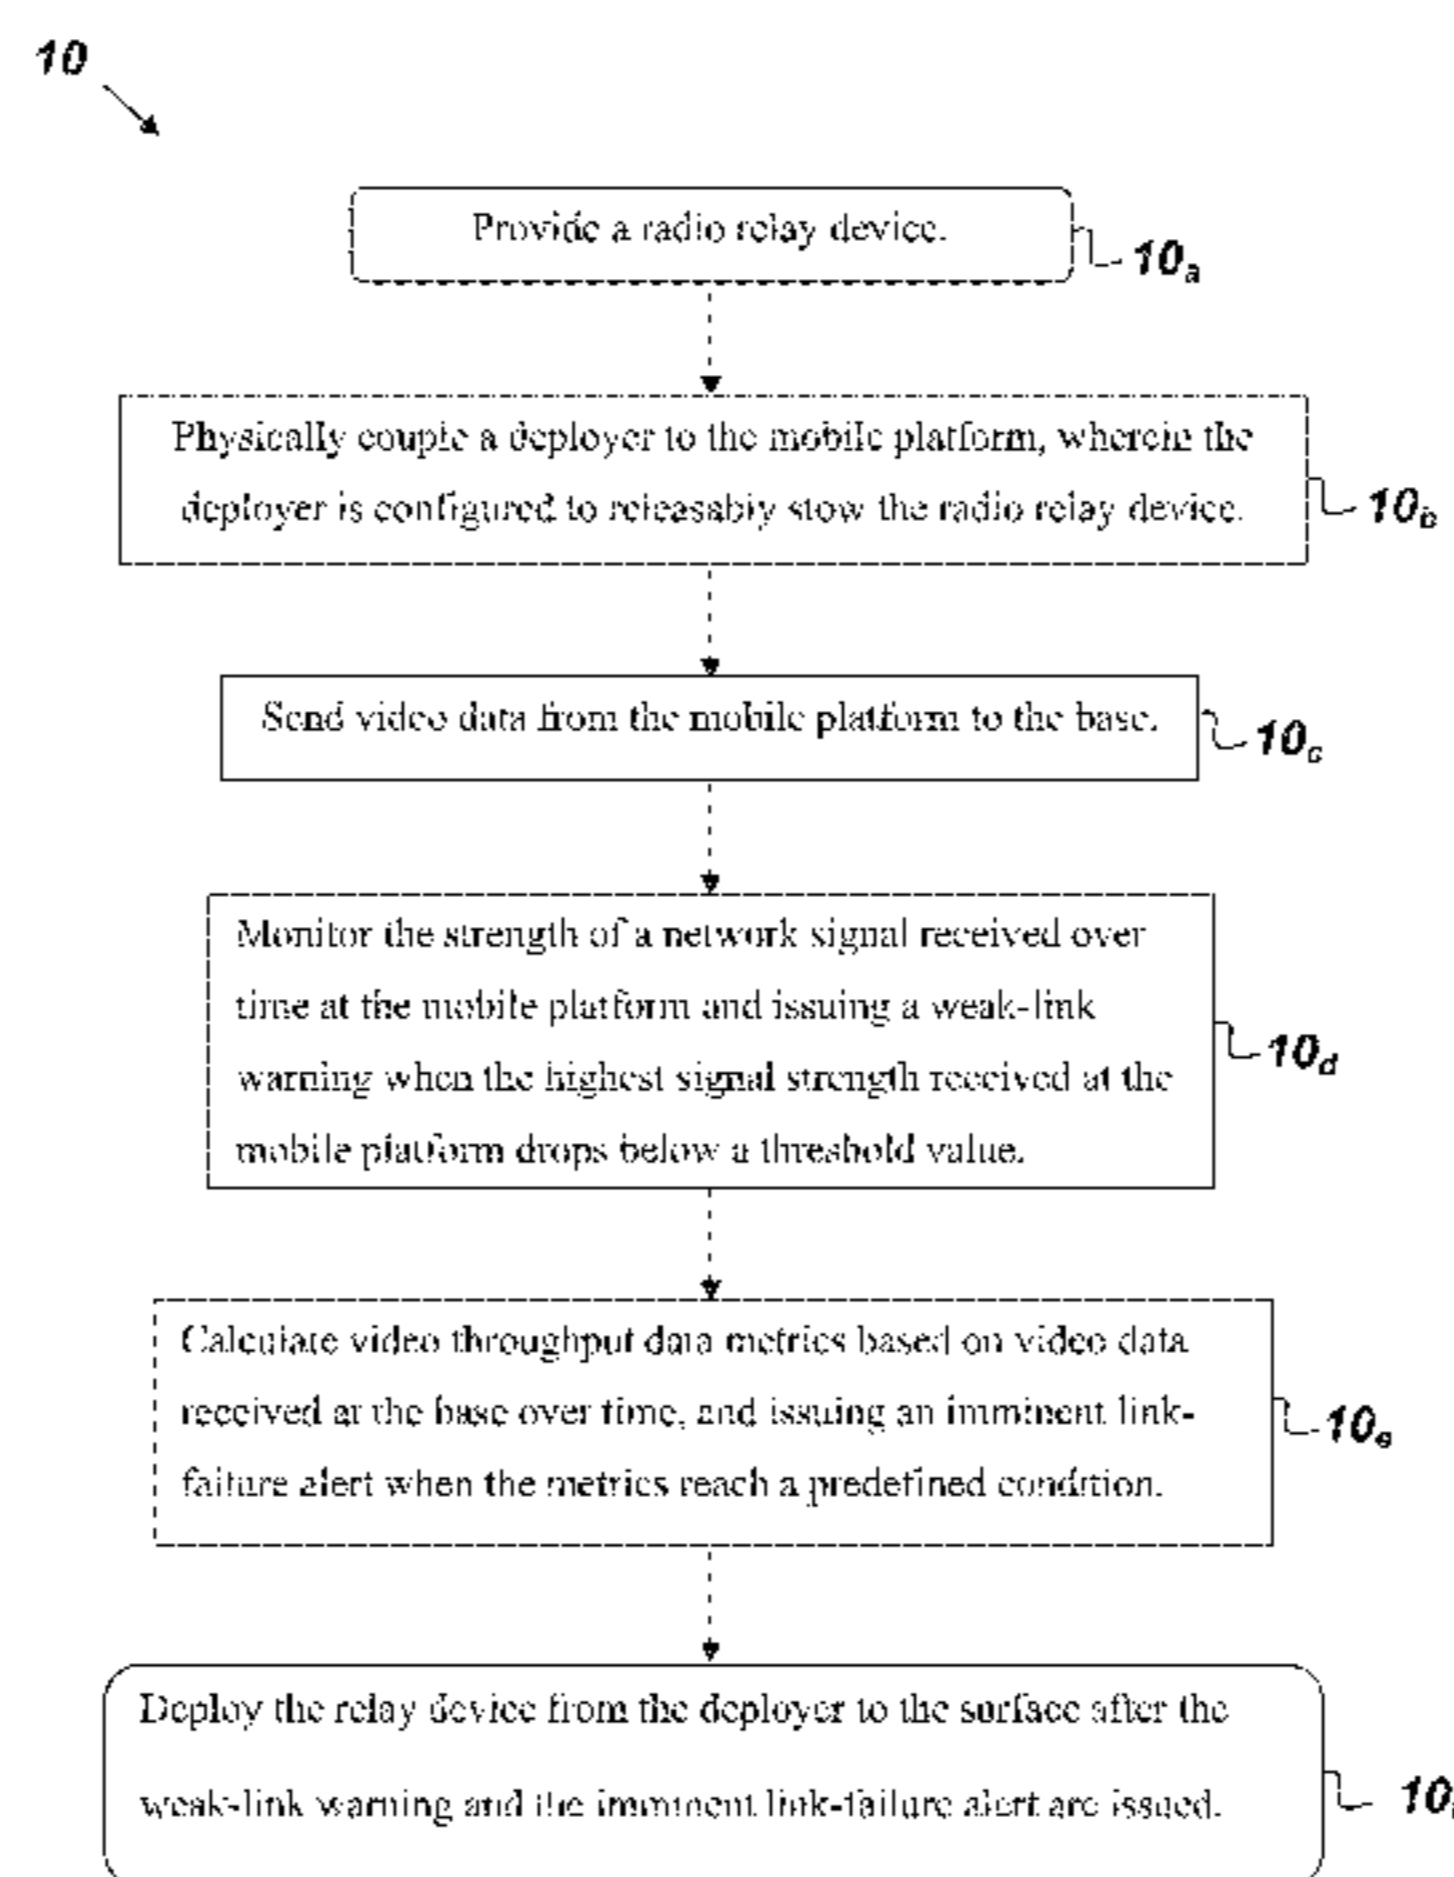 10
Provide a radio relay device.
10a
Physically couple a deployer to the mobile platform, wherein the
deployer is configured to releasably stow the radio relay device.
10b
Send video data from the mobile platform to the base.
10c
Monitor the strength of a network signal received over
time at the mobile platform and issuing a weak-link
warning when the highest signal strength received at the
mobile platform drops below a threshold value.
10d
Calculate video throughput data metrics based on video data
received at the base over time, and issuing an imminent link-
failure alert when the metrics reach a predefined condition.
10e
Deploy the relay device from the deployer to the surface after the
weak-link warning and the imminent link-failure alert are issued.
10